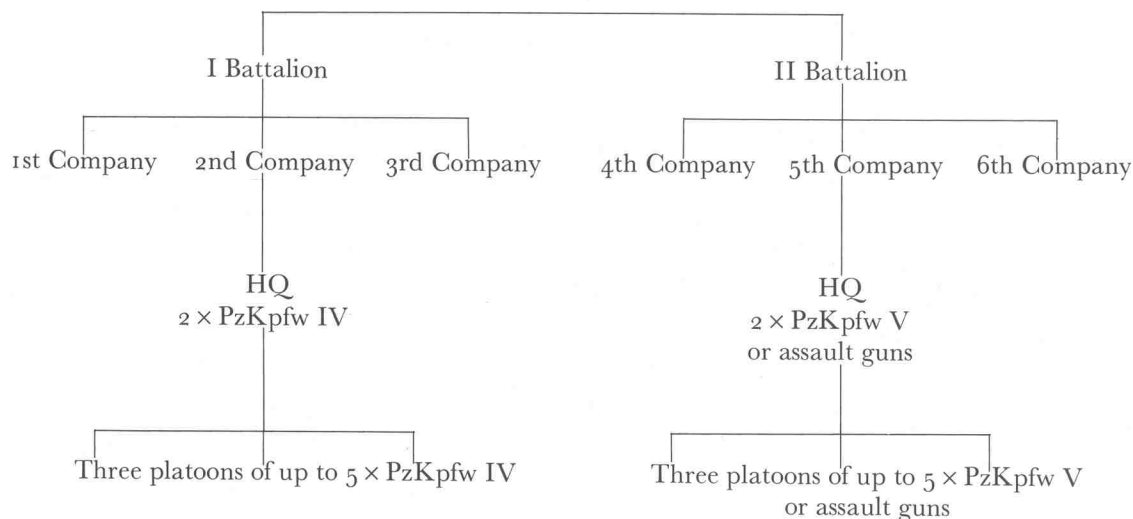 I Battalion
II Battalion
1st Company 2nd Company 3rd Company
4th Company 5th Company 6th Company
HQ
2 × PzKpfw IV
HQ
2 × PzKpfw V
or assault guns
Three platoons of up to 5 × PzKpfw IV
Three platoons of up to 5 × PzKpfw V
or assault guns